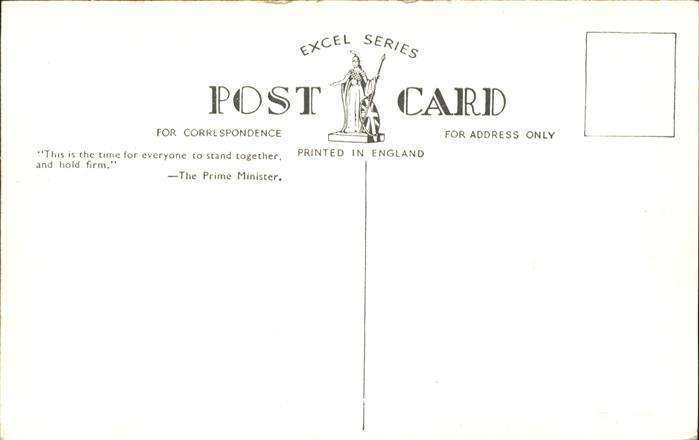 EXCEL SERIES
POST CARD
FOR CORRESPONDENCE
FOR ADDRESS ONLY
PRINTED IN ENGLAND
"This is the time for everyone to stand together,
and hold firm."
—The Prime Minister.